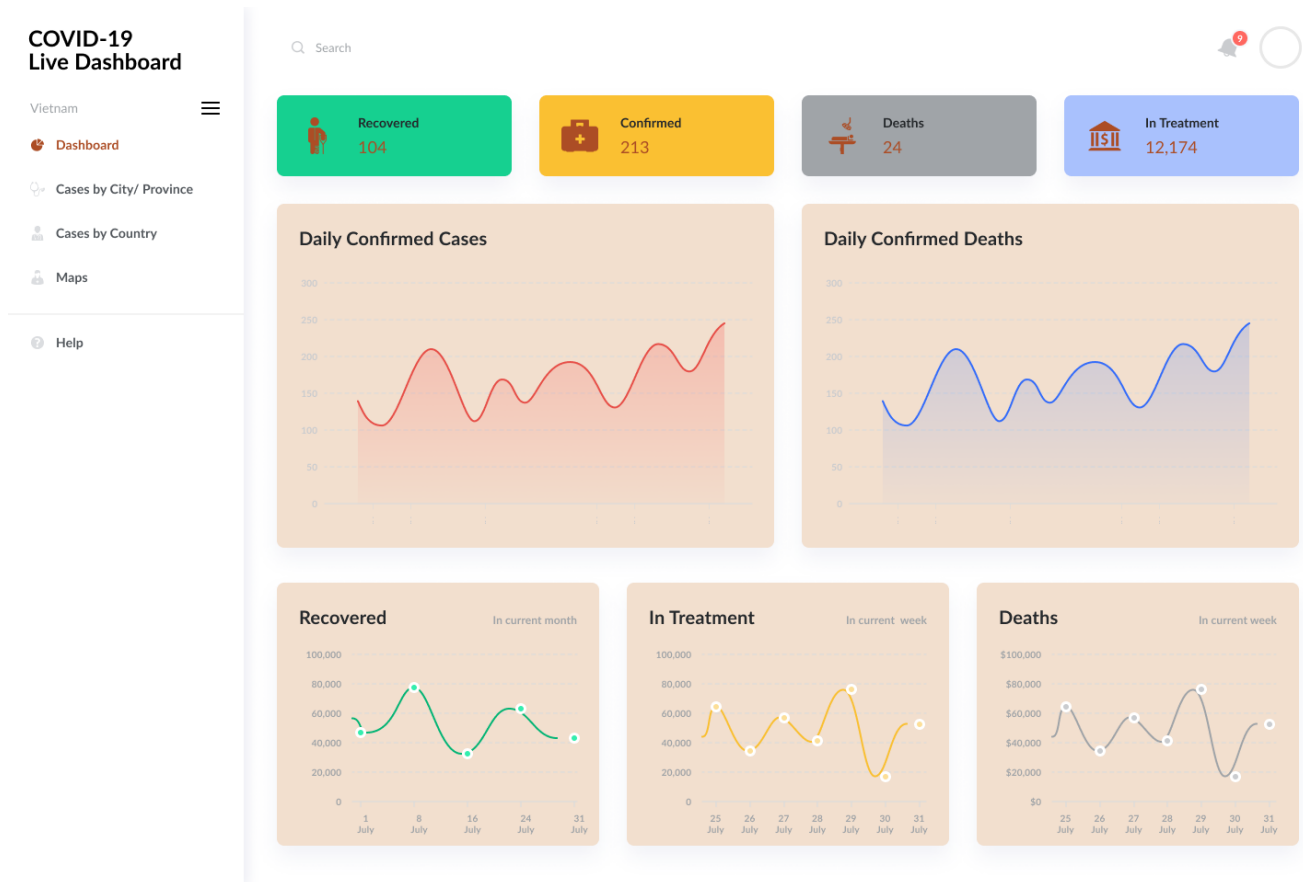 COVID-19
Live Dashboard
Vietnam
Dashboard
Cases by City/ Province
Cases by Country
Maps
Help
Search
9
Recovered
104
Confirmed
213
Deaths
24
$
In Treatment
12,174
Daily Confirmed Cases
300
250
200
150
100
50
0
Daily Confirmed Deaths
300
250
200
150
100
50
0
Recovered
In current month
100,000
80,000
60,000
40,000
20,000
0
1 8 16 24 31
July July July July July
In Treatment
In current week
100,000
80,000
60,000
40,000
20,000
0
25 26 27 28 29 30 31
July July July July July July July
Deaths
In current week
$100,000
$80,000
$60,000
$40,000
$20,000
$0
25 26 27 28 29 30 31
July July July July July July July